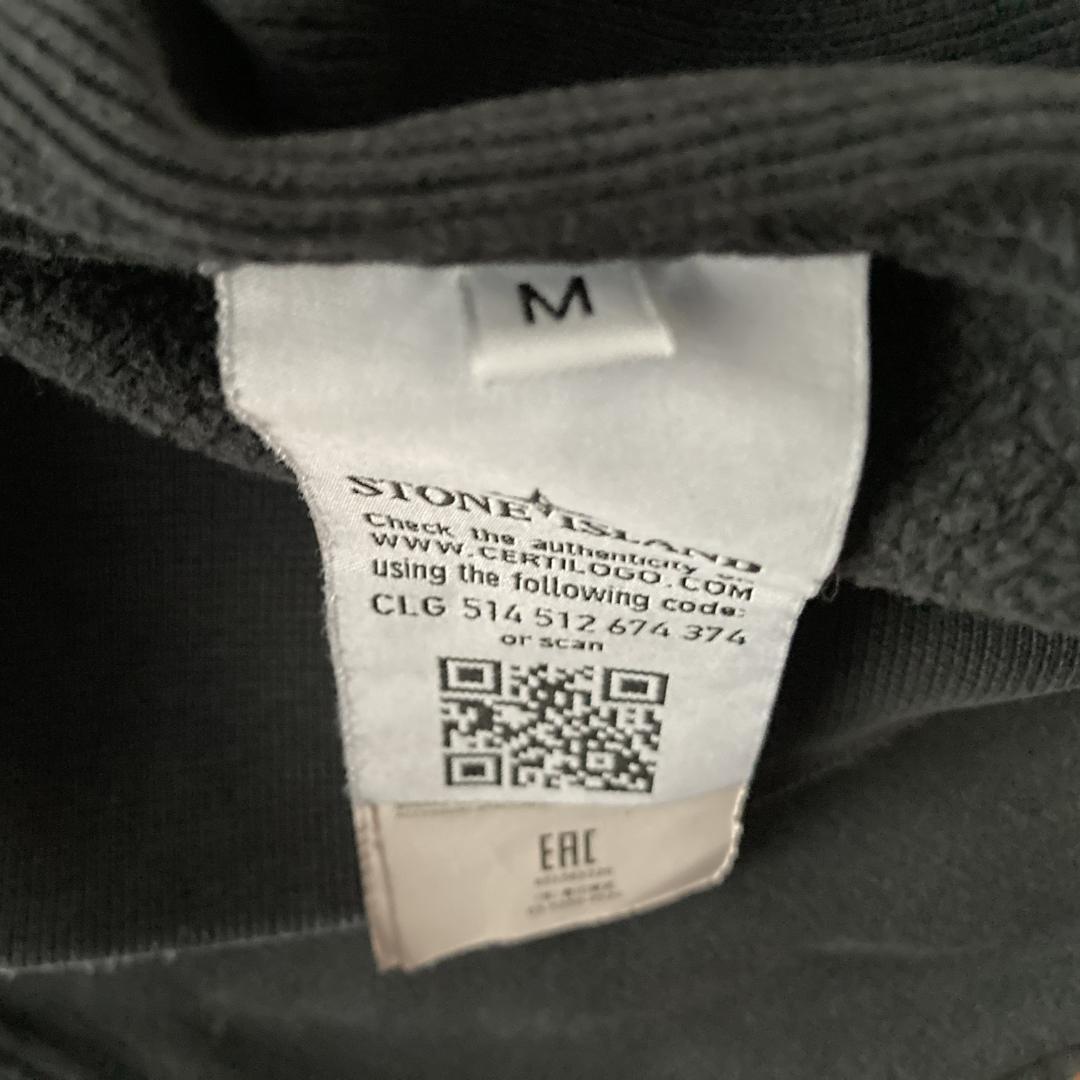 M
STONE ISLAND
Check the authenticity on
WWW.CERTILOGO.COM
using the following code:
CLG 514 512 674 374
or scan
EAC